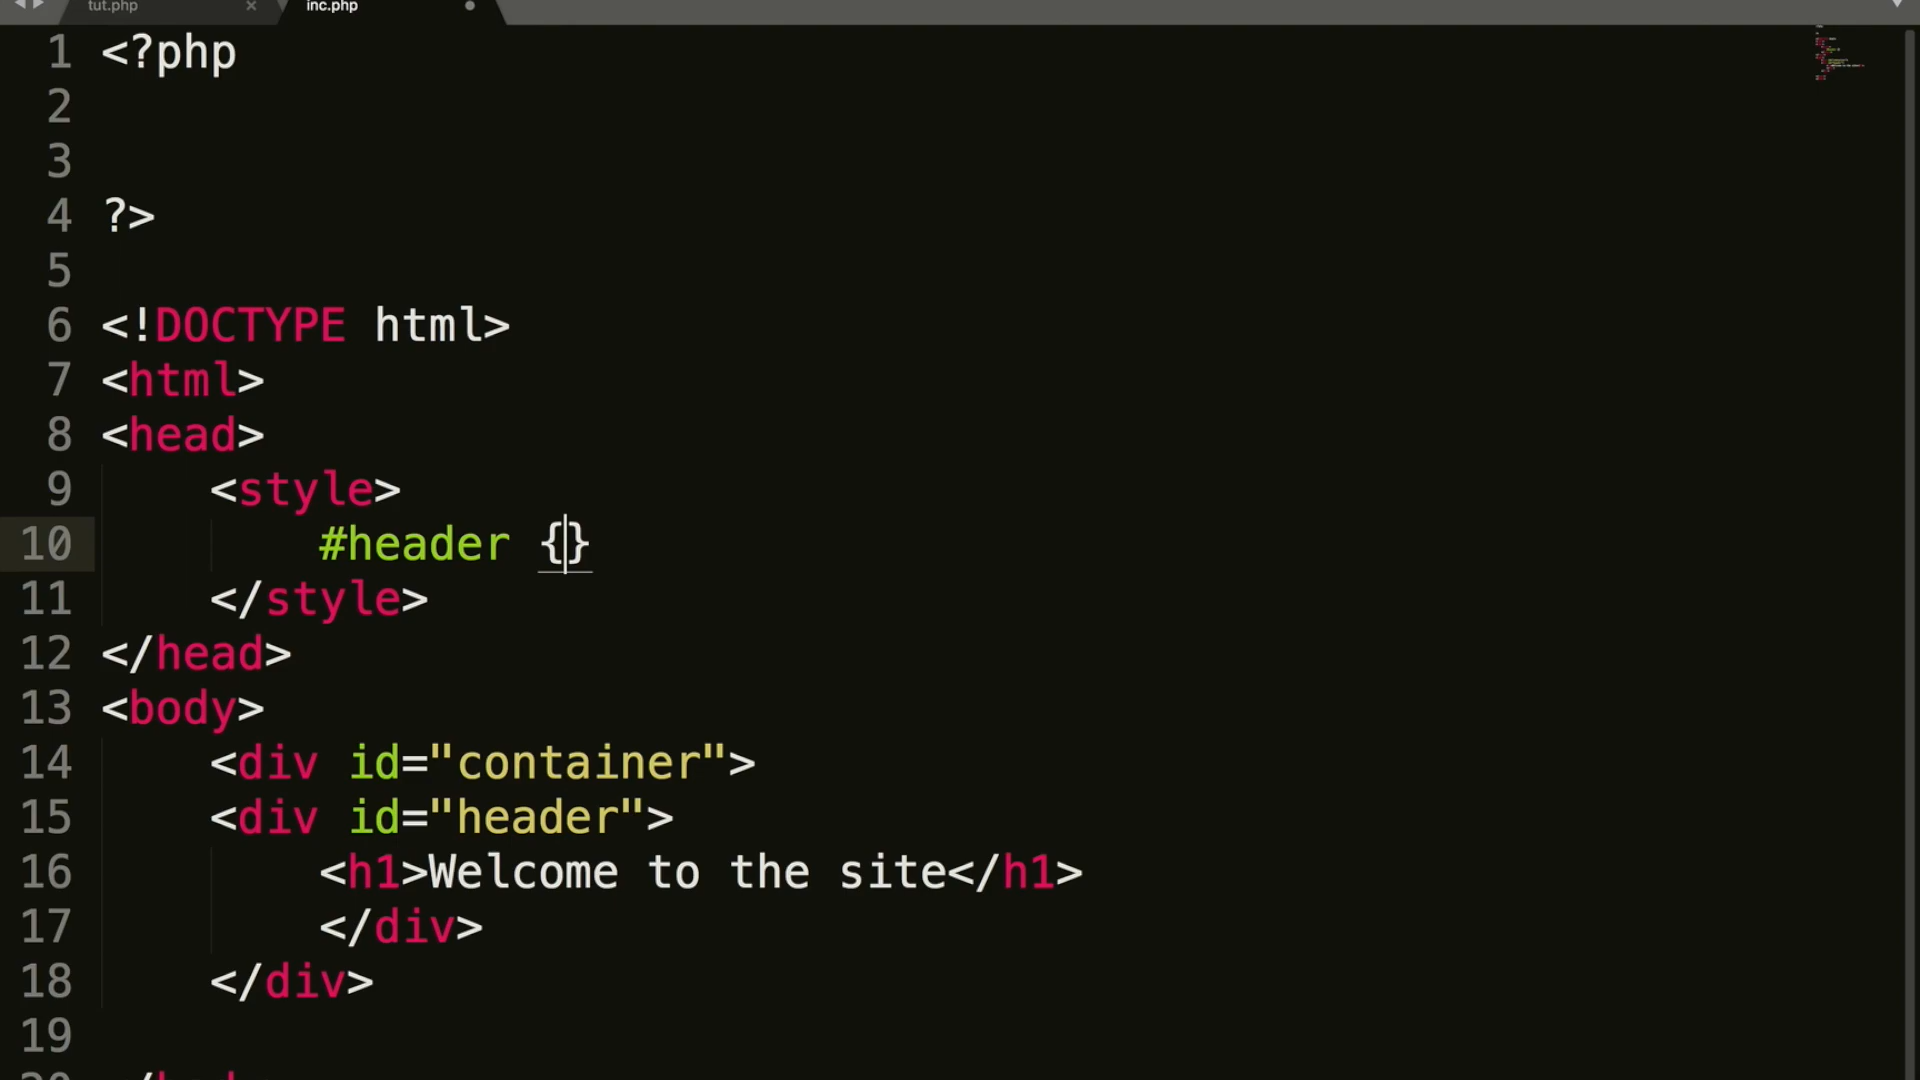 tut.php × inc.php
1 <?php
2
3
4 ?>
5
6 <!DOCTYPE html>
7 <html>
8 <head>
9 <style>
10 #header {}
11 </style>
12 </head>
13 <body>
14 <div id="container">
15 <div id="header">
16 <h1>Welcome to the site</h1>
17 </div>
18 </div>
19